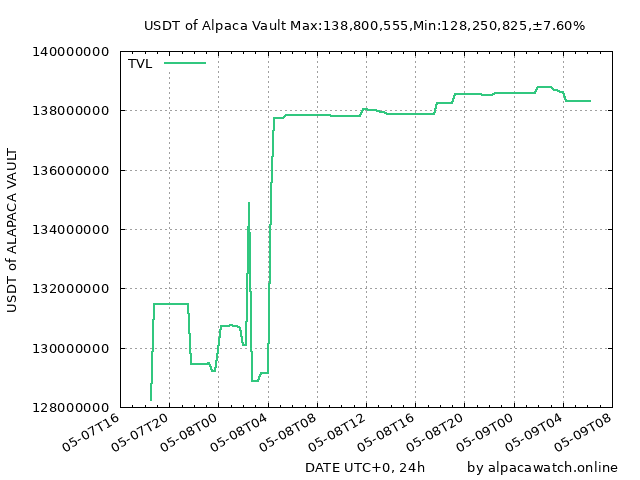 USDT of Alpaca Vault Max:138,800,555,Min:128,250,825,±7.60%
TVL
140000000
138000000
136000000
134000000
132000000
130000000
128000000
USDT of ALAPACA VAULT
05-07T16
05-07T20
05-08T00
05-08T04
05-08T08
05-08T12
05-08T16
05-08T20
05-09T00
05-09T04
05-09T08
DATE UTC+0, 24h
by alpacawatch.online